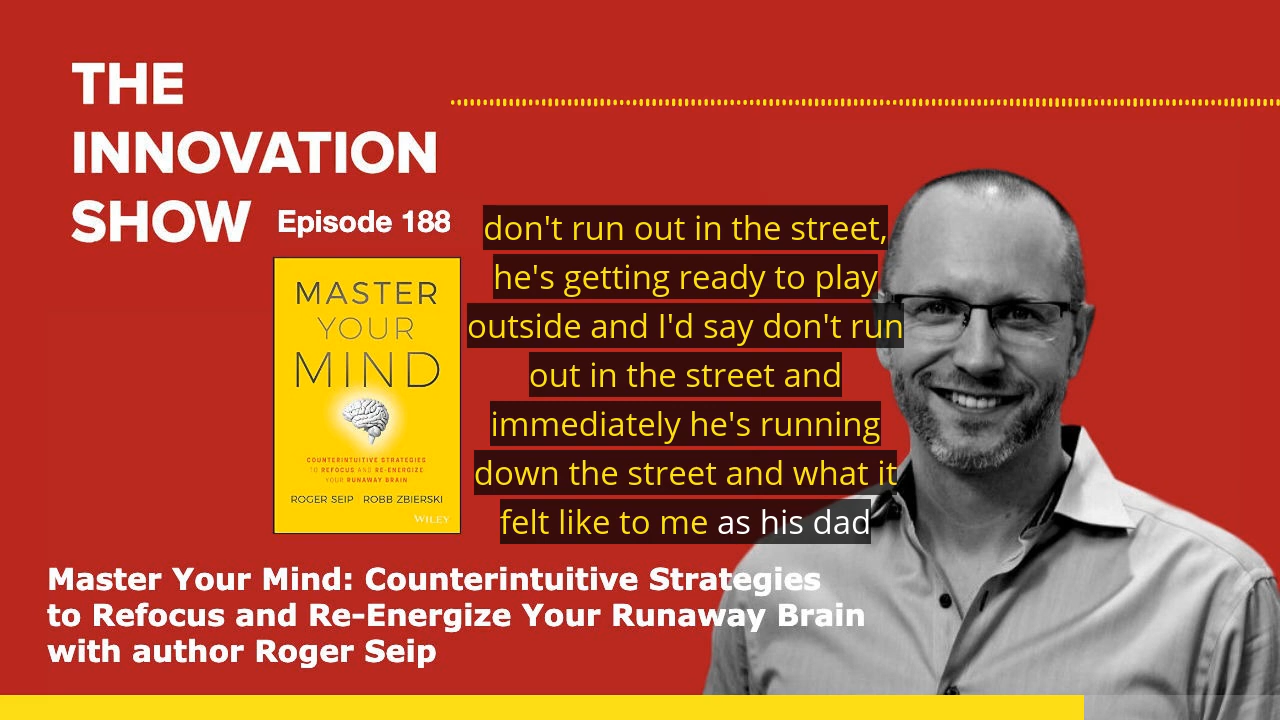 THE
INNOVATION
SHOW
Episode 188
don't run out in the street,
he's getting ready to play
outside and I'd say don't run
out in the street and
immediately he's running
down the street and what it
felt like to me as his dad
MASTER
YOUR
MIND
COUNTERINTUITIVE STRATEGIES
TO REFOCUS AND RE-ENERGIZE
YOUR RUNAWAY BRAIN
ROGER SEIP ROBB ZBIERSKI
WILEY
Master Your Mind: Counterintuitive Strategies
to Refocus and Re-Energize Your Runaway Brain
with author Roger Seip